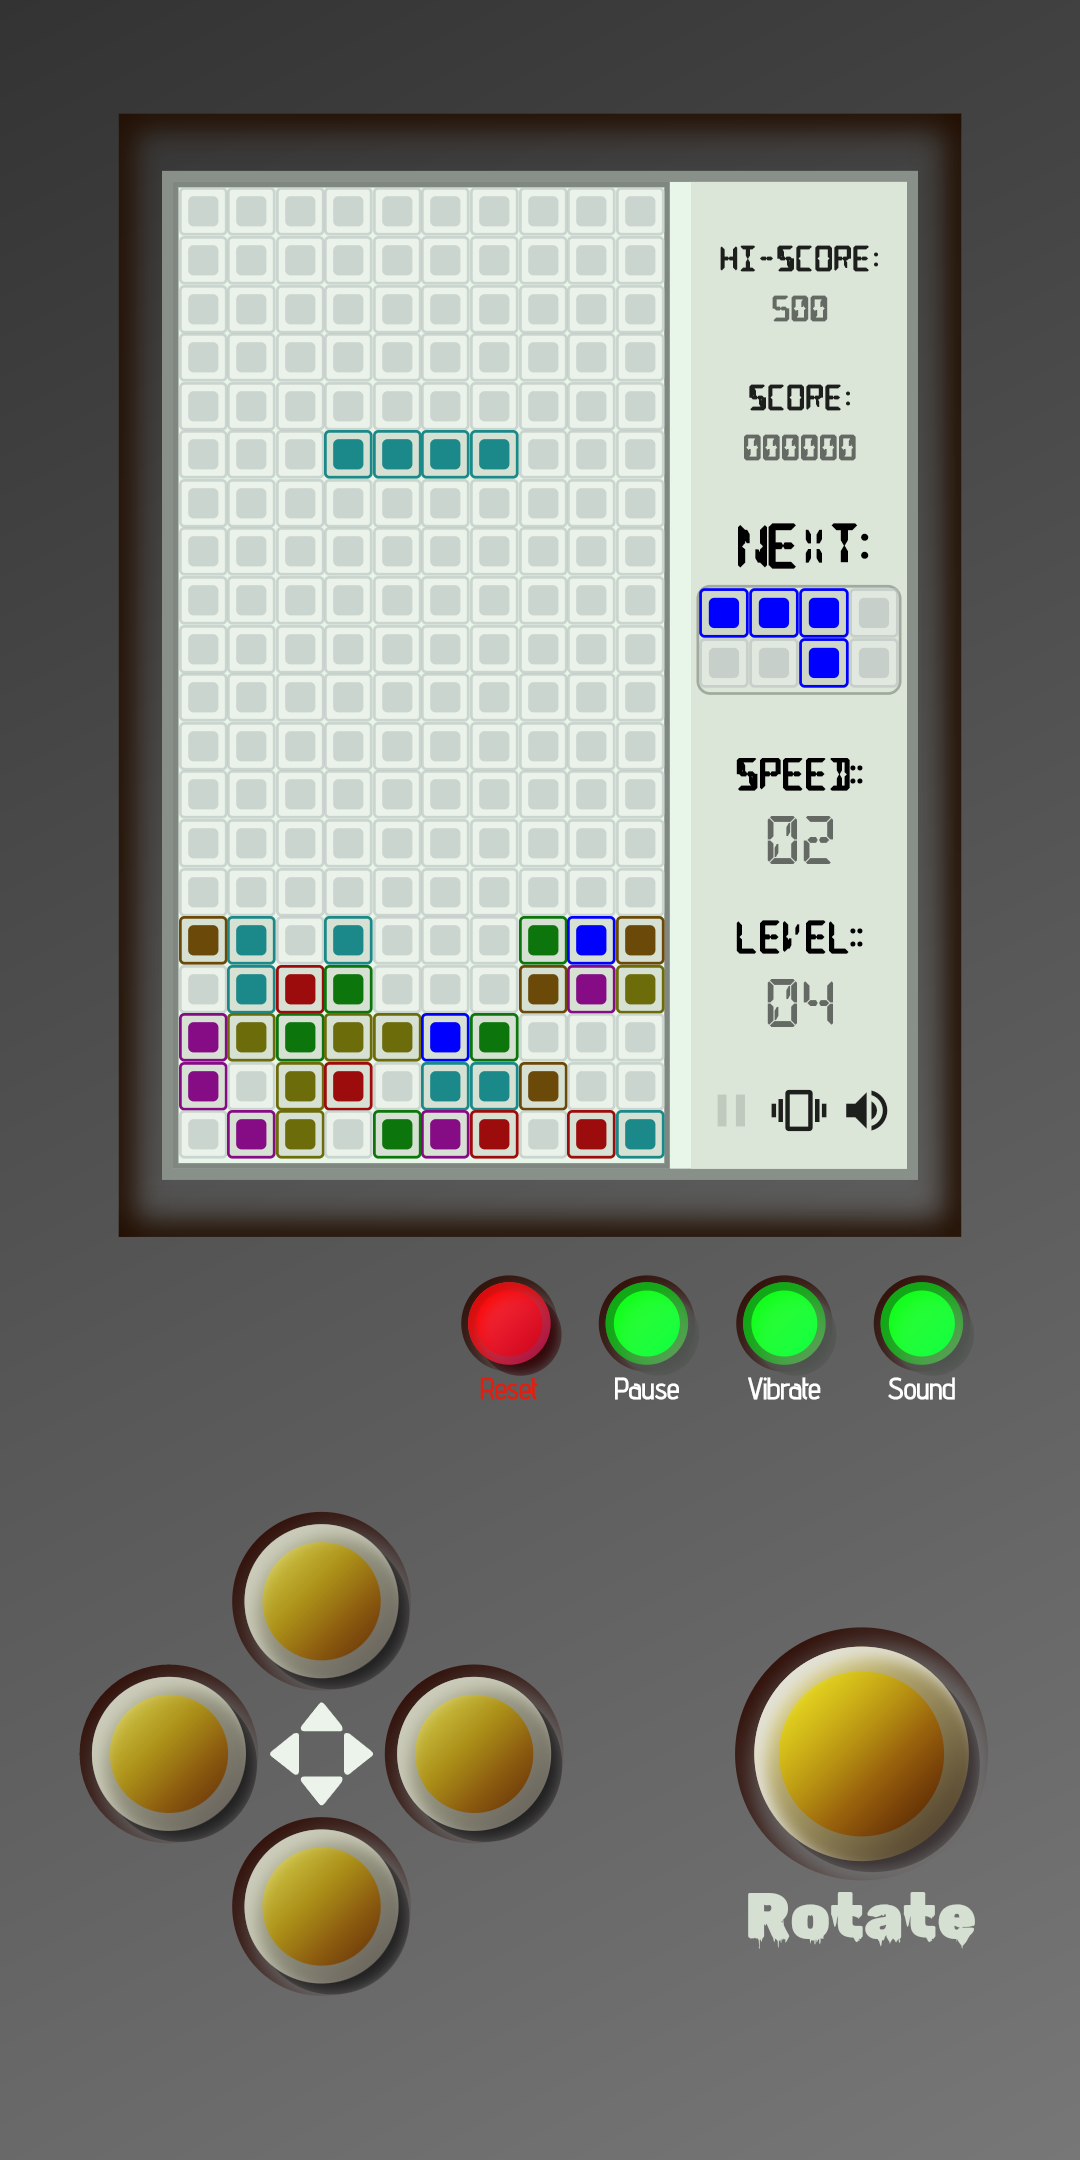 HI-SCORE:
500
SCORE:
000000
NEXT:
SPEED::
02
LEVEL::
04
Reset
Pause
Vibrate
Sound
Rotate